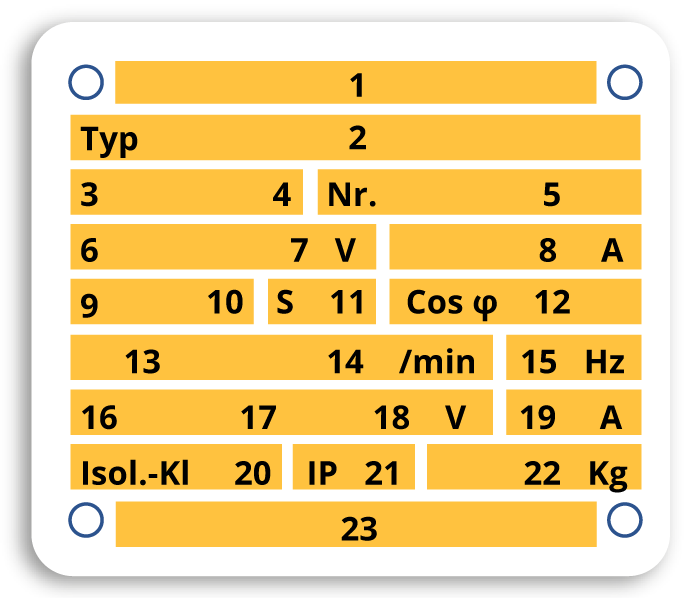 1
Typ 2
3 4 Nr. 5
6 7 V 8 A
9 10 S 11 Cos φ 12
13 14 /min 15 Hz
16 17 18 V 19 A
Isol.-Kl 20 IP 21 22 Kg
23